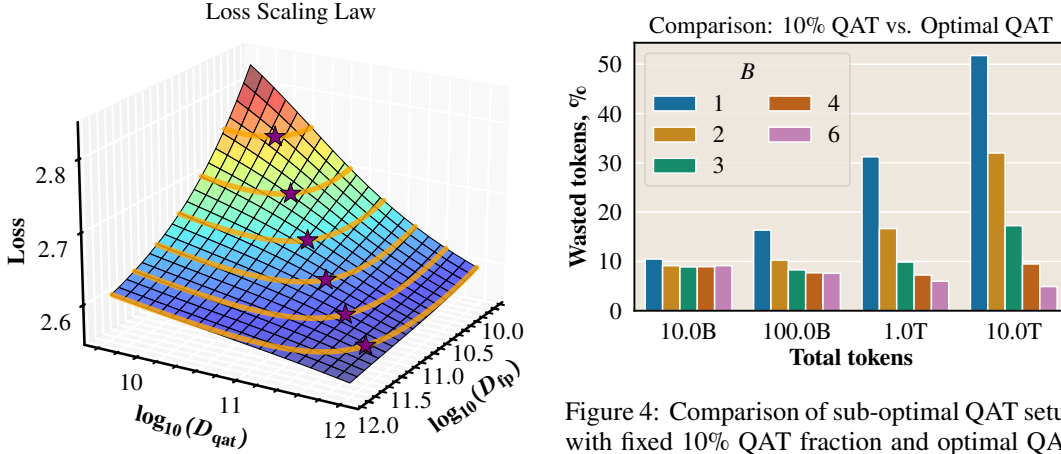 Loss Scaling Law
Loss
2.8
2.7
2.6
10
11
12
log10(Dqat)
10.0
10.5
11.0
11.5
12.0
log10(Dfp)
Comparison: 10% QAT vs. Optimal QAT
Wasted tokens, %
50
40
30
20
10
0
B
1
2
3
4
6
10.0B 100.0B 1.0T 10.0T
Total tokens
Figure 4: Comparison of sub-optimal QAT setu
with fixed 10% QAT fraction and optimal QA